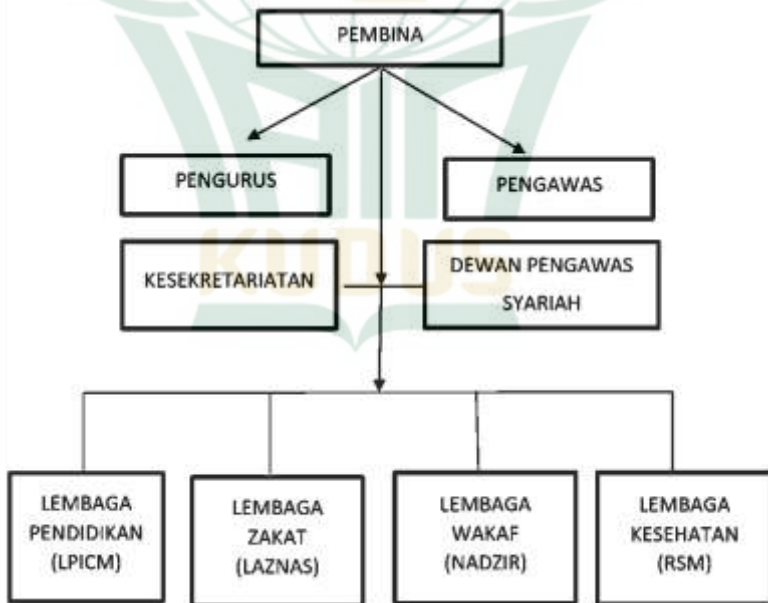 PEMBINA
PENGURUS
PENGAWAS
KESEKRETARIATAN
DEWAN PENGAWAS
SYARIAH
KUDUS
LEMBAGA
PENDIDIKAN
(LPICM)
LEMBAGA
ZAKAT
(LAZNAS)
LEMBAGA
WAKAF
(NADZIR)
LEMBAGA
KESEHATAN
(RSM)